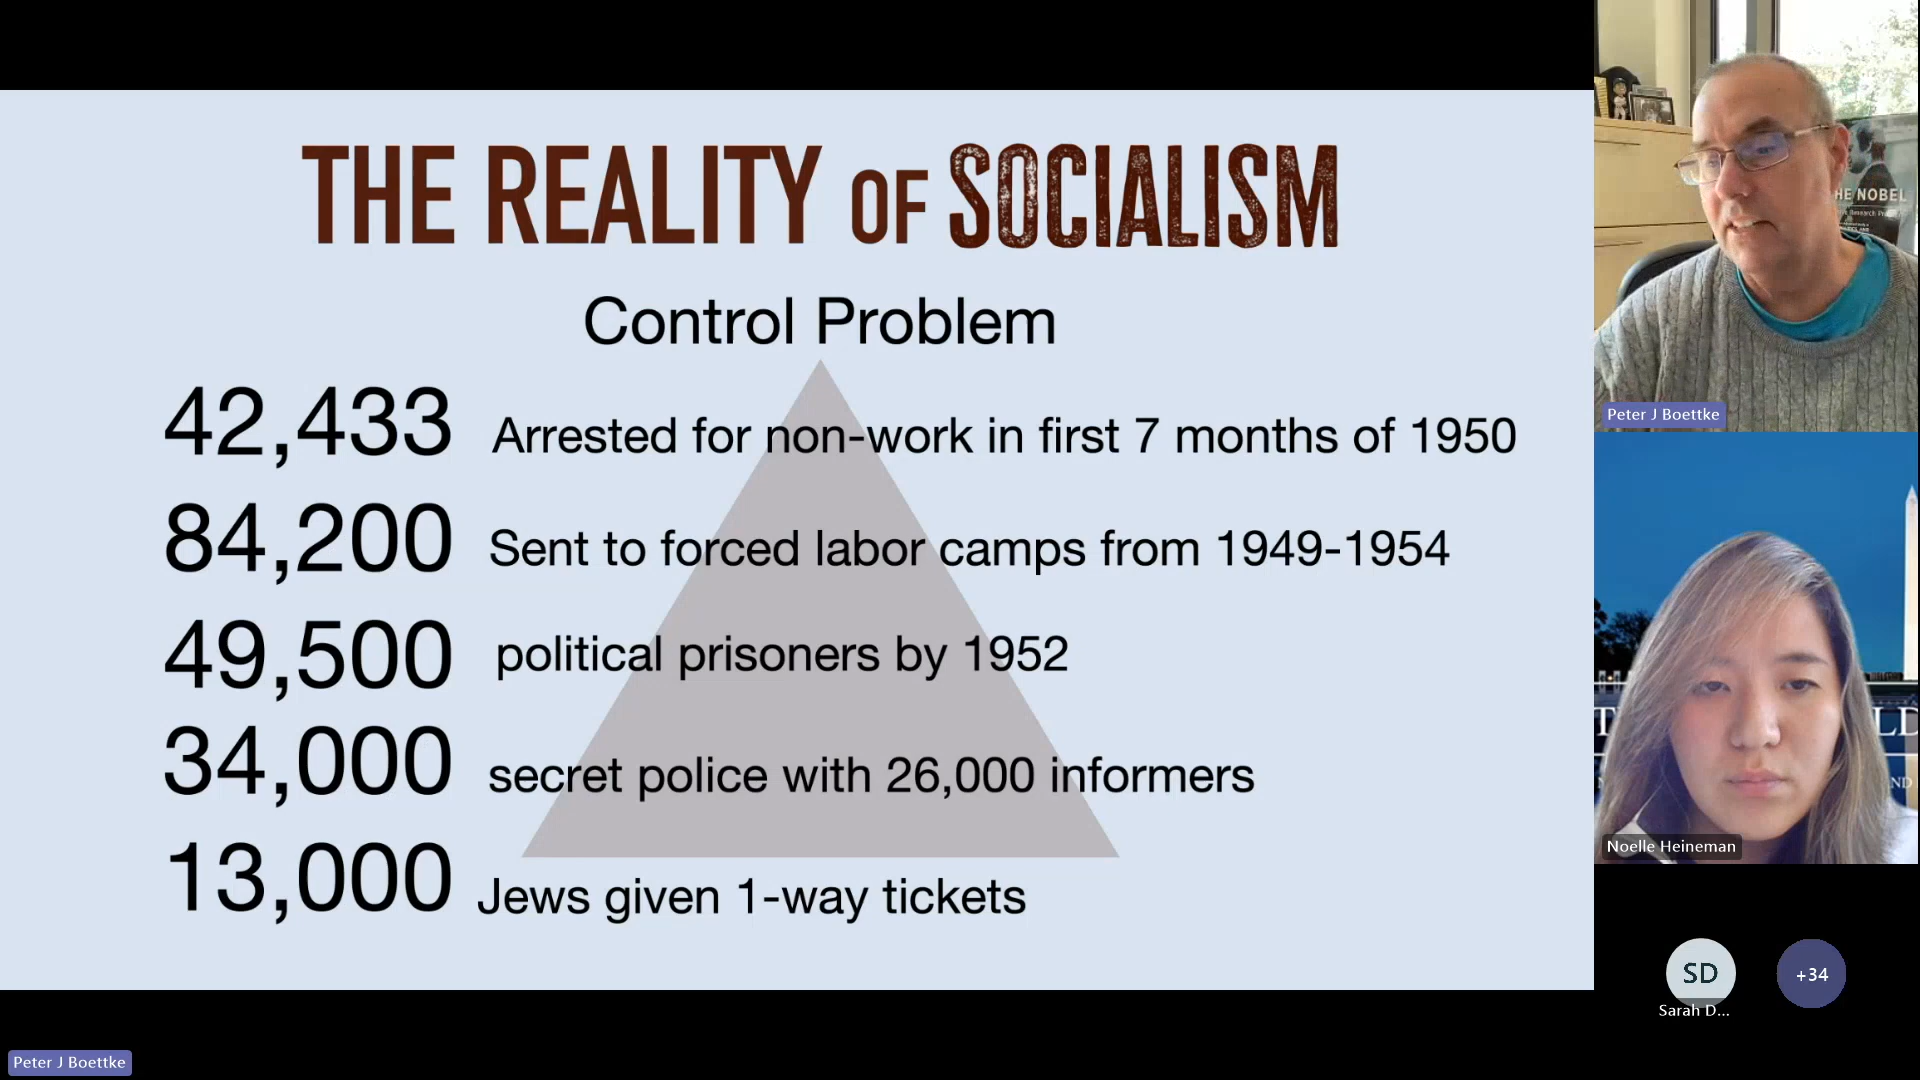 THE REALITY OF SOCIALISM
Control Problem
42,433 Arrested for non-work in first 7 months of 1950
84,200 Sent to forced labor camps from 1949-1954
49,500 political prisoners by 1952
34,000 secret police with 26,000 informers
13,000 Jews given 1-way tickets
HE NOBEL
Peter J Boettke
Noelle Heineman
SD
+34
Sarah D...
Peter J Boettke